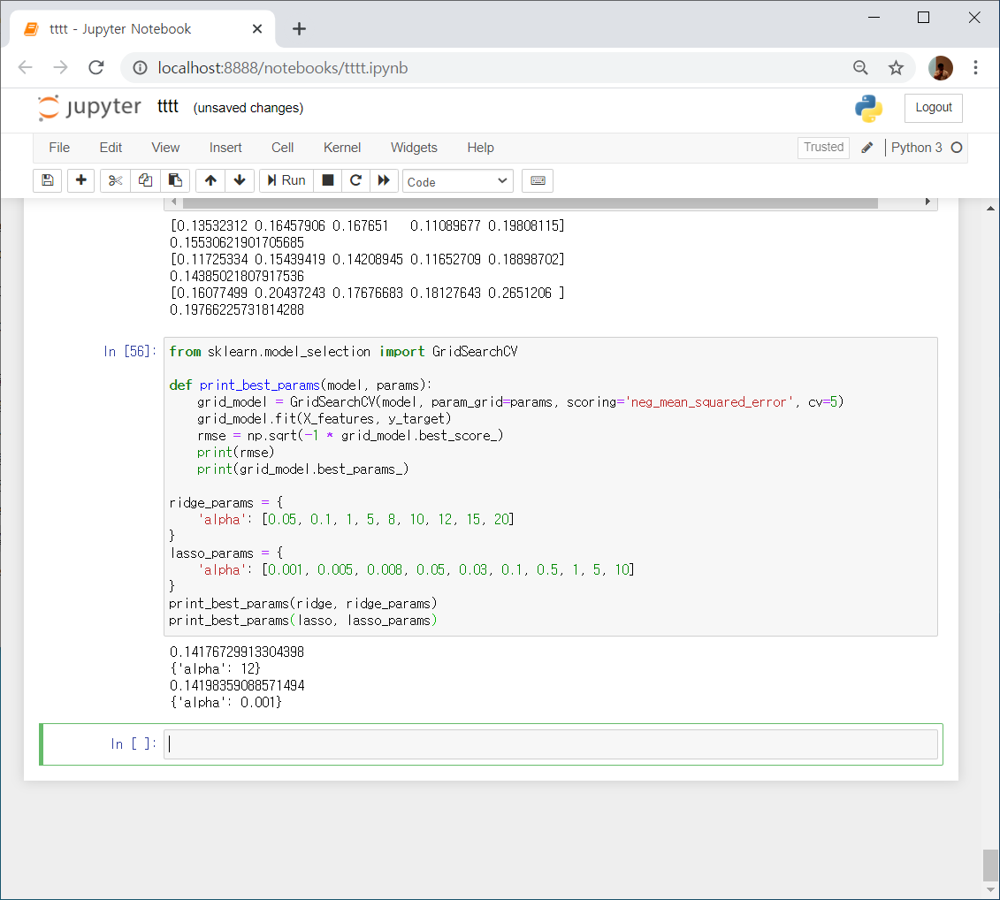 tttt - Jupyter Notebook
localhost:8888/notebooks/tttt.ipynb
jupyter tttt (unsaved changes)
Logout
File Edit View Insert Cell Kernel Widgets Help
Trusted Python 3
Run Code
[0.13532312 0.16457906 0.167651   0.11089677 0.19808115]
0.15530621901705685
[0.11725334 0.15439419 0.14208945 0.11652709 0.18898702]
0.14385021807917536
[0.16077499 0.20437243 0.17676683 0.18127643 0.2651206 ]
0.19766225731814288
In [56]:
from sklearn.model_selection import GridSearchCV
def print_best_params(model, params):
    grid_model = GridSearchCV(model, param_grid=params, scoring='neg_mean_squared_error', cv=5)
    grid_model.fit(X_features, y_target)
    rmse = np.sqrt(-1 * grid_model.best_score_)
    print(rmse)
    print(grid_model.best_params_)
ridge_params = {
    'alpha': [0.05, 0.1, 1, 5, 8, 10, 12, 15, 20]
}
lasso_params = {
    'alpha': [0.001, 0.005, 0.008, 0.05, 0.03, 0.1, 0.5, 1, 5, 10]
}
print_best_params(ridge, ridge_params)
print_best_params(lasso, lasso_params)
0.14176729913304398
{'alpha': 12}
0.14198359088571494
{'alpha': 0.001}
In [ ]: